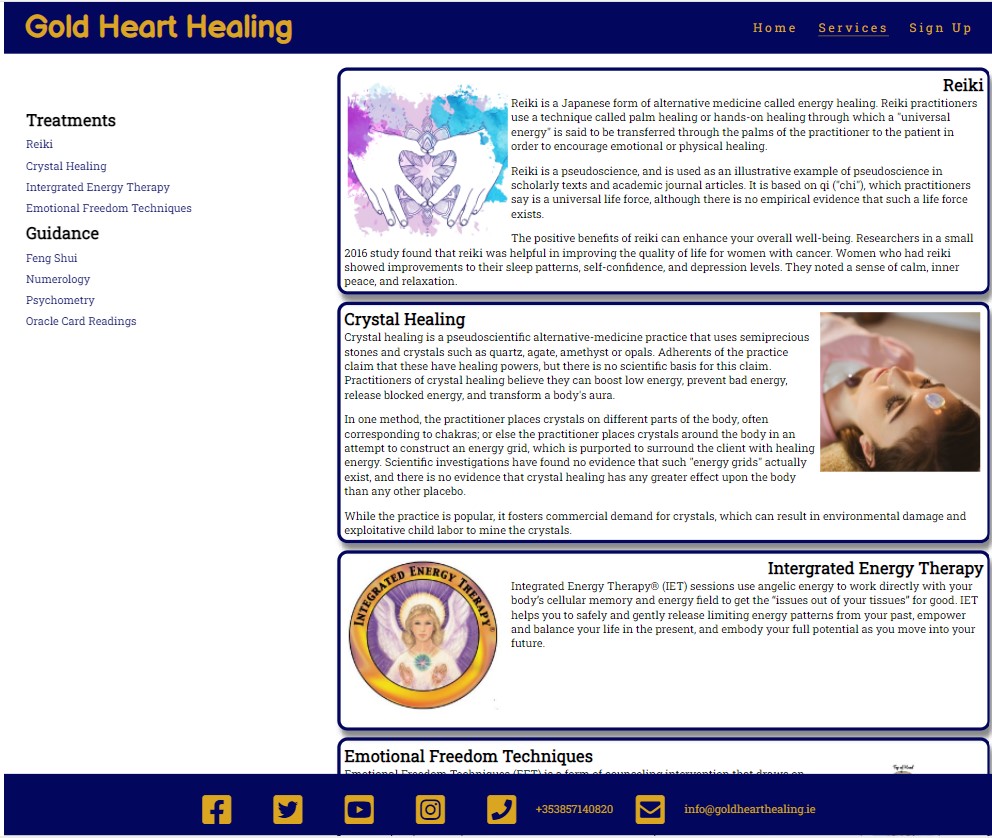 Gold Heart Healing
Home Services Sign Up
Treatments
Reiki
Crystal Healing
Intergrated Energy Therapy
Emotional Freedom Techniques
Guidance
Feng Shui
Numerology
Psychometry
Oracle Card Readings
Reiki
Reiki is a Japanese form of alternative medicine called energy healing. Reiki practitioners
use a technique called palm healing or hands-on healing through which a "universal
energy" is said to be transferred through the palms of the practitioner to the patient in
order to encourage emotional or physical healing.
Reiki is a pseudoscience, and is used as an illustrative example of pseudoscience in
scholarly texts and academic journal articles. It is based on qi ("chi"), which practitioners
say is a universal life force, although there is no empirical evidence that such a life force
exists.
The positive benefits of reiki can enhance your overall well-being. Researchers in a small
2016 study found that reiki was helpful in improving the quality of life for women with cancer. Women who had reiki
showed improvements to their sleep patterns, self-confidence, and depression levels. They noted a sense of calm, inner
peace, and relaxation.
Crystal Healing
Crystal healing is a pseudoscientific alternative-medicine practice that uses semiprecious
stones and crystals such as quartz, agate, amethyst or opals. Adherents of the practice
claim that these have healing powers, but there is no scientific basis for this claim.
Practitioners of crystal healing believe they can boost low energy, prevent bad energy,
release blocked energy, and transform a body's aura.
In one method, the practitioner places crystals on different parts of the body, often
corresponding to chakras; or else the practitioner places crystals around the body in an
attempt to construct an energy grid, which is purported to surround the client with healing
energy. Scientific investigations have found no evidence that such "energy grids" actually
exist, and there is no evidence that crystal healing has any greater effect upon the body
than any other placebo.
While the practice is popular, it fosters commercial demand for crystals, which can result in environmental damage and
exploitative child labor to mine the crystals.
INTEGRATED ENERGY THERAPY®
Intergrated Energy Therapy
Integrated Energy Therapy® (IET) sessions use angelic energy to work directly with your
body's cellular memory and energy field to get the “issues out of your tissues” for good. IET
helps you to safely and gently release limiting energy patterns from your past, empower
and balance your life in the present, and embody your full potential as you move into your
future.
Emotional Freedom Techniques
Emotional Freedom Techniques (EFT) is a form of counseling intervention that draws on
Top of Head
+353857140820 info@goldhearthealing.ie